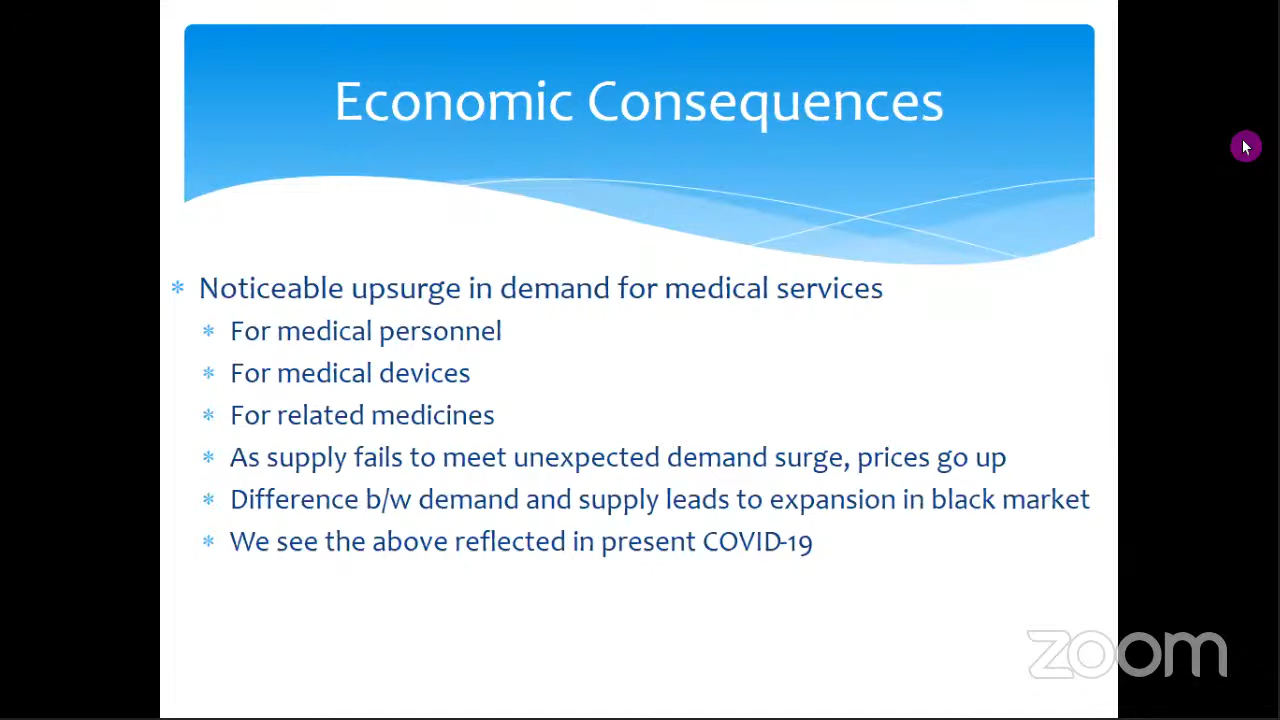 Economic Consequences
* Noticeable upsurge in demand for medical services
* For medical personnel
* For medical devices
* For related medicines
* As supply fails to meet unexpected demand surge, prices go up
* Difference b/w demand and supply leads to expansion in black market
* We see the above reflected in present COVID-19
zoom